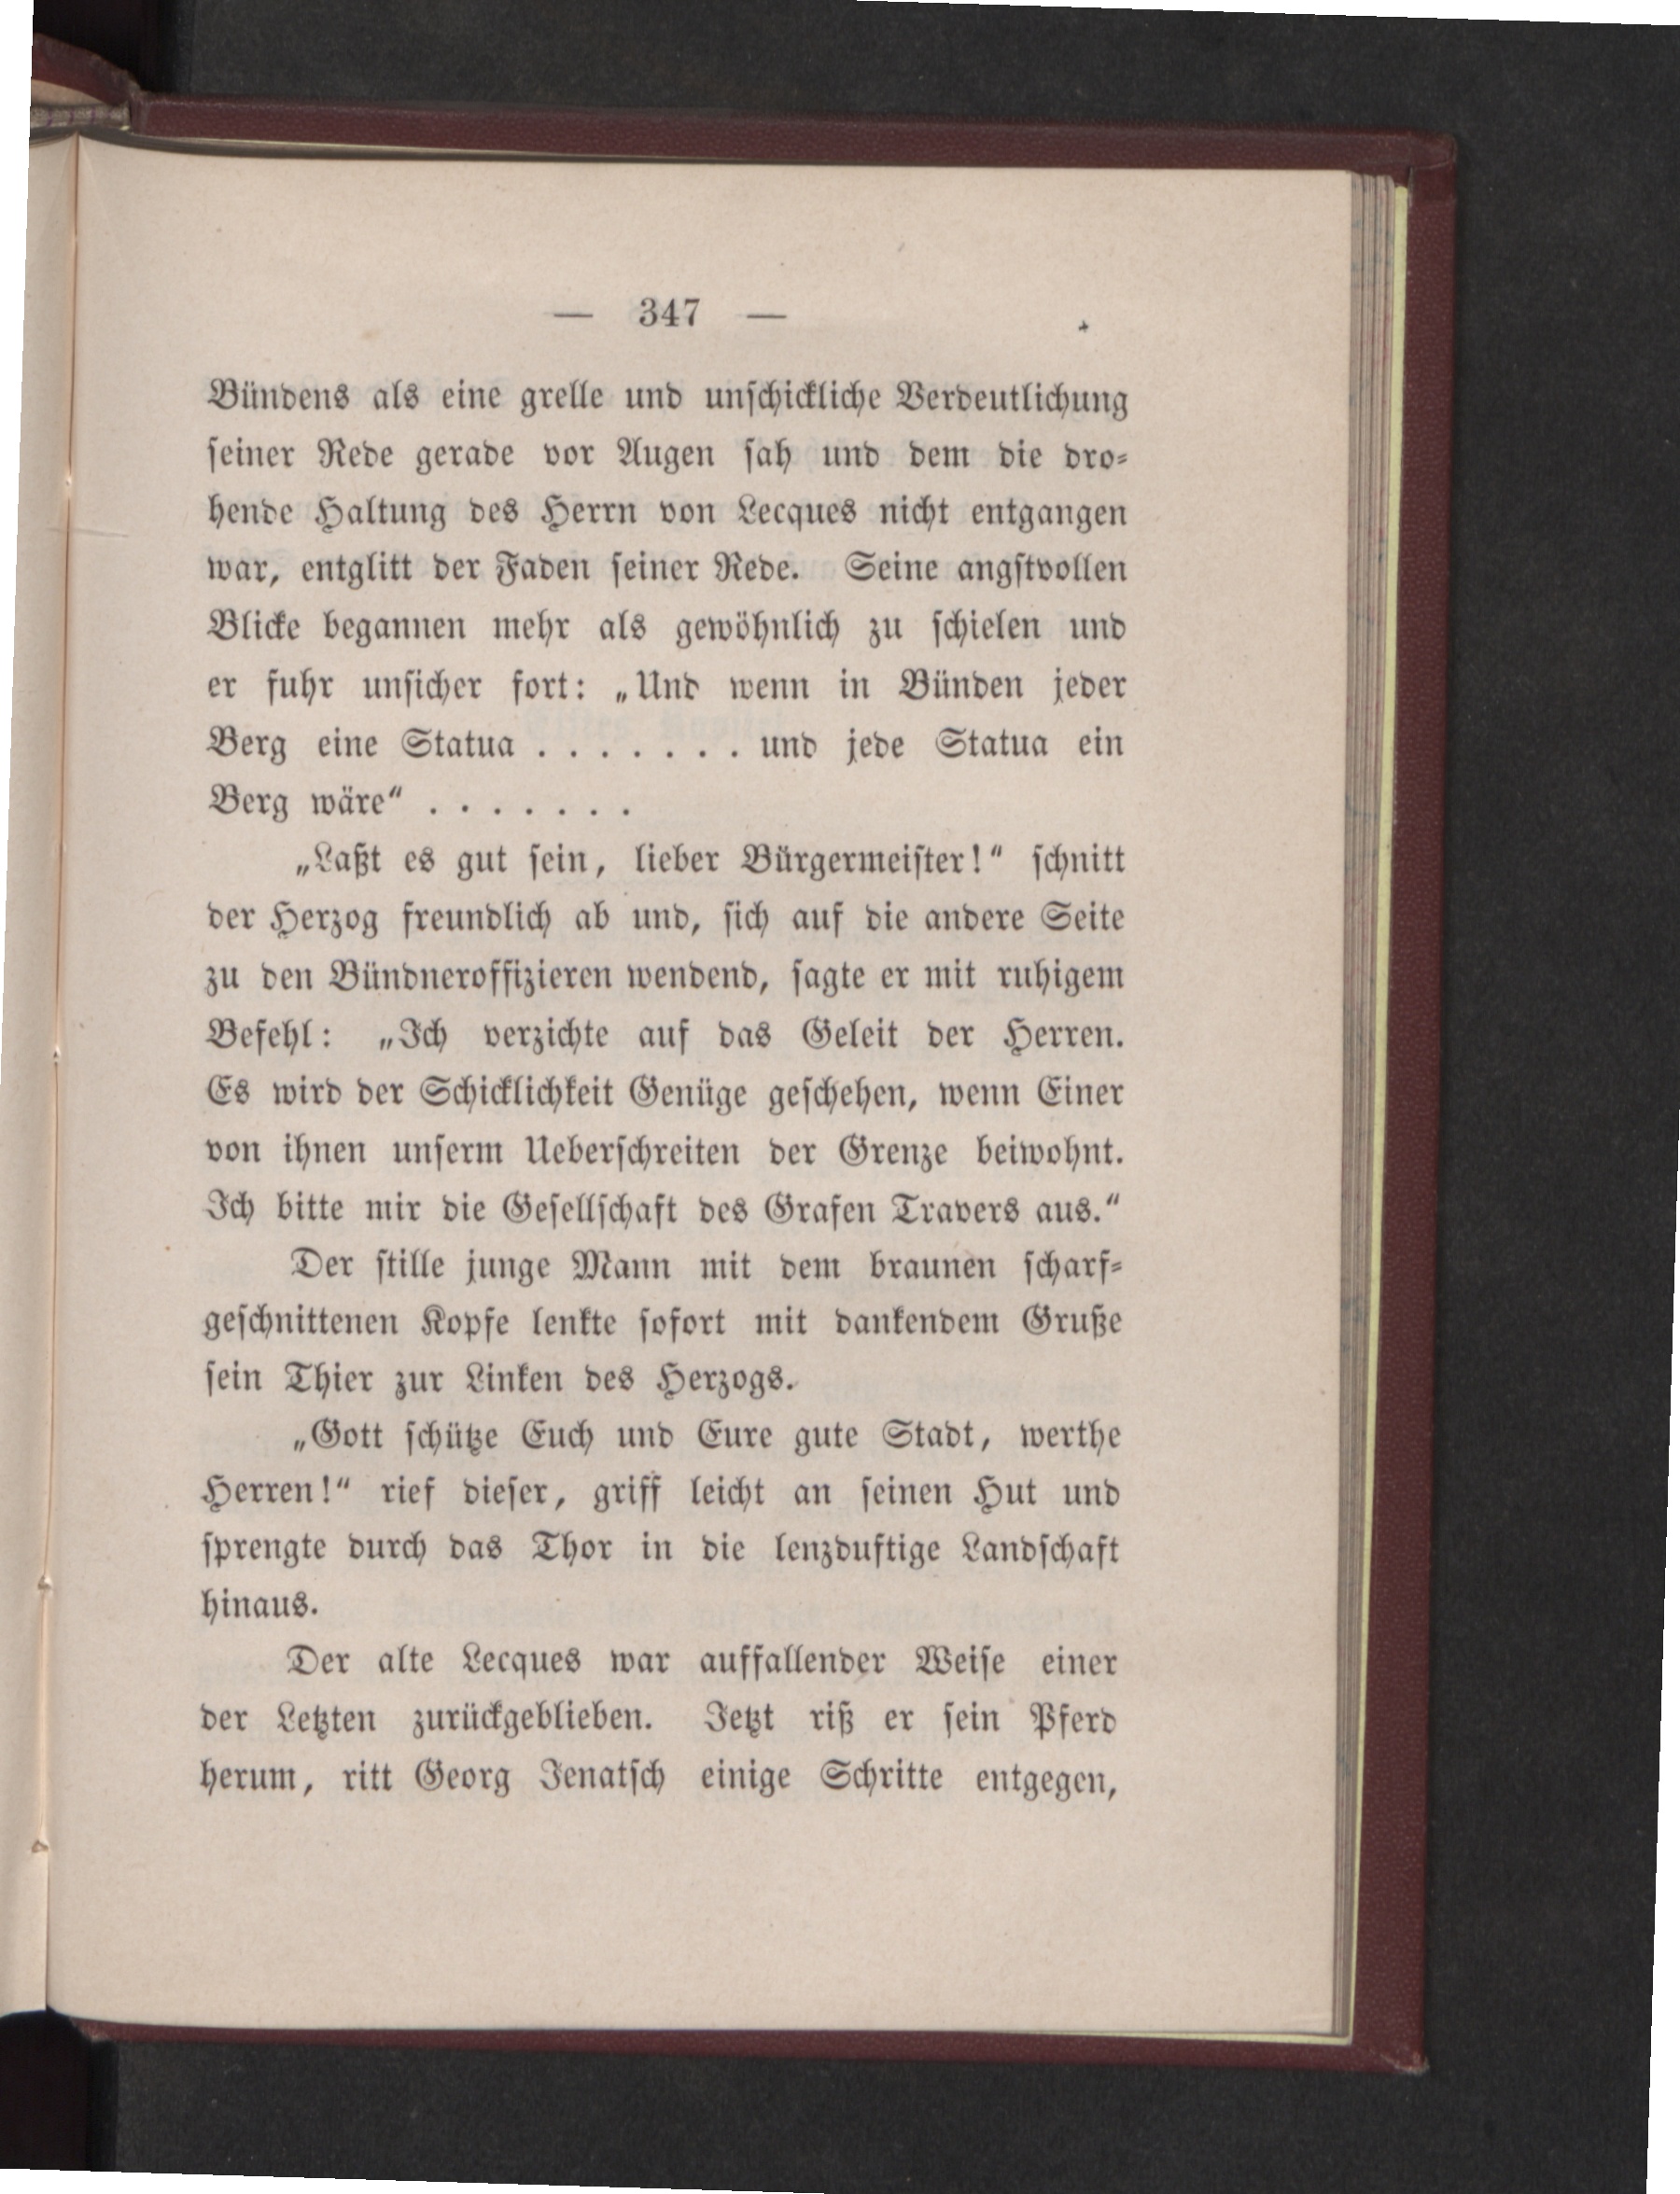 — 347 —
Bündens als eine grelle und unschickliche Verdeutlichung
seiner Rede gerade vor Augen sah und dem die dro-
hende Haltung des Herrn von Lecques nicht entgangen
war, entglitt der Faden seiner Rede. Seine angstvollen
Blicke begannen mehr als gewöhnlich zu schielen und
er fuhr unsicher fort: „Und wenn in Bünden jeder
Berg eine Statua . . . . . . . und jede Statua ein
Berg wäre“ . . . . . . .
„Laßt es gut sein, lieber Bürgermeister!“ schnitt
der Herzog freundlich ab und, sich auf die andere Seite
zu den Bündneroffizieren wendend, sagte er mit ruhigem
Befehl: „Ich verzichte auf das Geleit der Herren.
Es wird der Schicklichkeit Genüge geschehen, wenn Einer
von ihnen unserm Ueberschreiten der Grenze beiwohnt.
Ich bitte mir die Gesellschaft des Grafen Travers aus.“
Der stille junge Mann mit dem braunen scharf-
geschnittenen Kopfe lenkte sofort mit dankendem Gruße
sein Thier zur Linken des Herzogs.
„Gott schütze Euch und Eure gute Stadt, werthe
Herren!“ rief dieser, griff leicht an seinen Hut und
sprengte durch das Thor in die lenzduftige Landschaft
hinaus.
Der alte Lecques war auffallender Weise einer
der Letzten zurückgeblieben. Jetzt riß er sein Pferd
herum, ritt Georg Jenatsch einige Schritte entgegen,